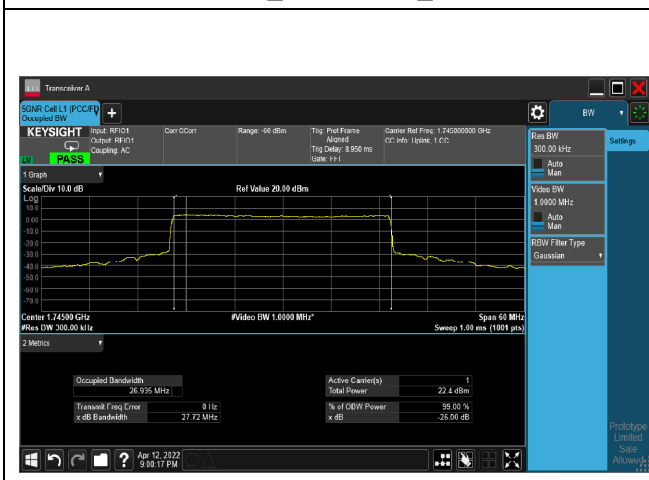 Transceiver A
5GNR Cell L1 (PCC/FD
Occupied BW
BW
KEYSIGHT
PASS
Input: RFIO1
Output: RFIO1
Coupling: AC
Corr CCorr
Range: -00 dBm
Trig: Prot Frame
Aligned
Trig Delay: 8.950 ms
Gate: FFT
Carrier Ref Freq: 1.745000000 GHz
CC Info: Uplink, 1 CC
1 Graph
Scale/Div 10.0 dB
Ref Value 20.00 dBm
Log
10.0
0.00
-10.0
-20.0
-30.0
-40.0
-50.0
-60.0
-70.0
Center 1.74500 GHz
#Video BW 1.0000 MHz*
Span 60 MHz
#Res BW 300.00 kHz
Sweep 1.00 ms (1001 pts)
2 Metrics
Occupied Bandwidth
26.935 MHz
Active Carrier(s) 1
Total Power 22.4 dBm
Transmit Freq Error 0 Hz
x dB Bandwidth 27.72 MHz
% of OBW Power 99.00 %
x dB -26.00 dB
Res BW
300.00 kHz
Auto
Man
Video BW
1.0000 MHz
Auto
Man
RBW Filter Type
Gaussian
Settings
Prototype
Limited
Sale
Allowed
Apr 12, 2022
9:00:17 PM